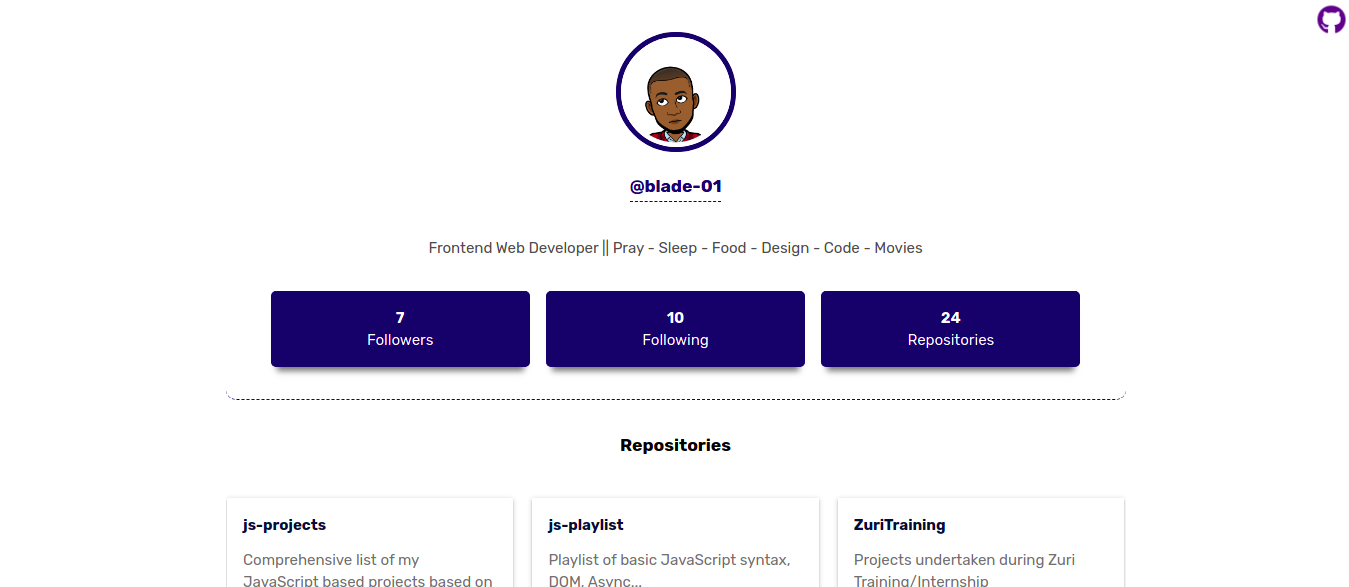 @blade-01
Frontend Web Developer || Pray - Sleep - Food - Design - Code - Movies
7
Followers
10
Following
24
Repositories
Repositories
js-projects
Comprehensive list of my
JavaScript based projects based on
js-playlist
Playlist of basic JavaScript syntax,
DOM, Async...
ZuriTraining
Projects undertaken during Zuri
Training/Internship